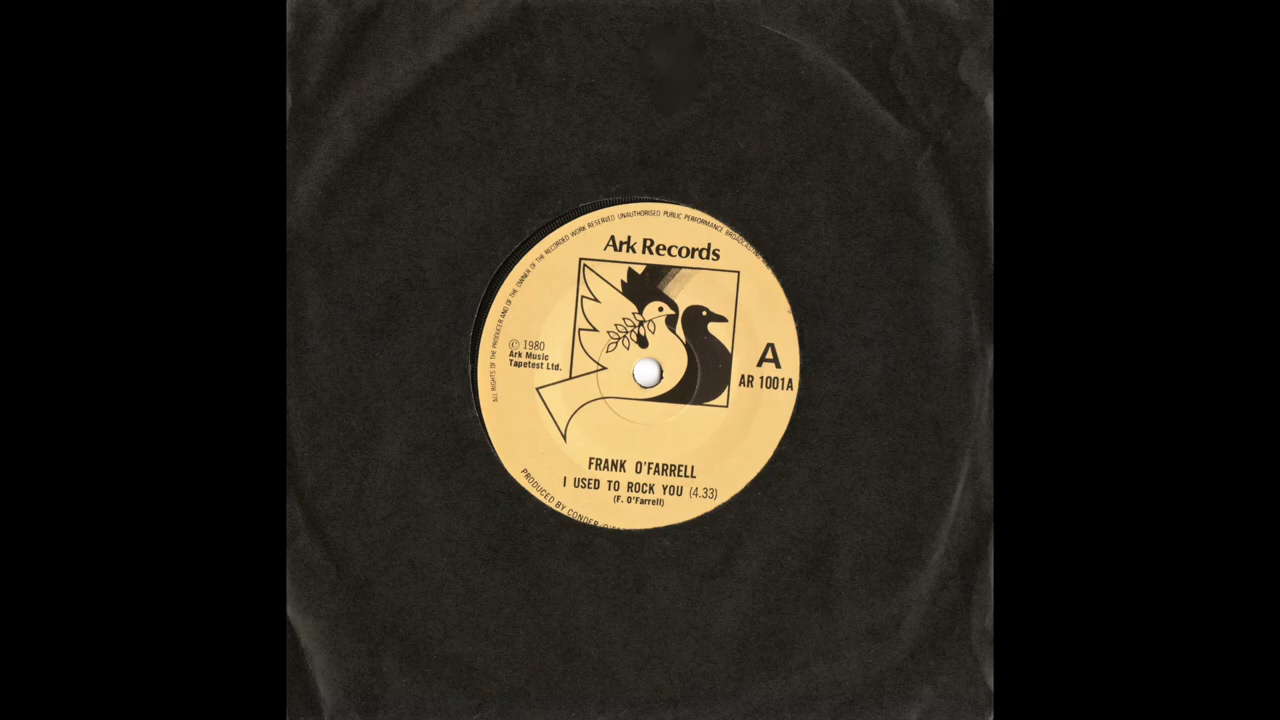 ALL RIGHTS OF THE PRODUCER AND OF THE OWNER OF THE RECORDED WORK RESERVED UNAUTHORISED PUBLIC PERFORMANCE BROADCASTING
Ark Records
© 1980
Ark Music
Tapetest Ltd.
A
AR 1001A
FRANK O'FARRELL
I USED TO ROCK YOU (4.33)
(F. O'Farrell)
PRODUCED BY CONDER